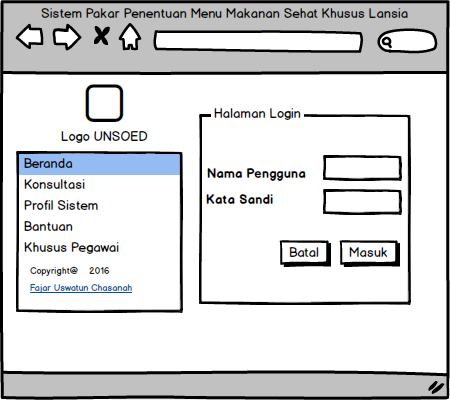 Sistem Pakar Penentuan Menu Makanan Sehat Khusus Lansia
Logo UNSOED
Beranda
Konsultasi
Profil Sistem
Bantuan
Khusus Pegawai
Copyright@ 2016
Fajar Uswatun Chasanah
Halaman Login
Nama Pengguna
Kata Sandi
Batal
Masuk